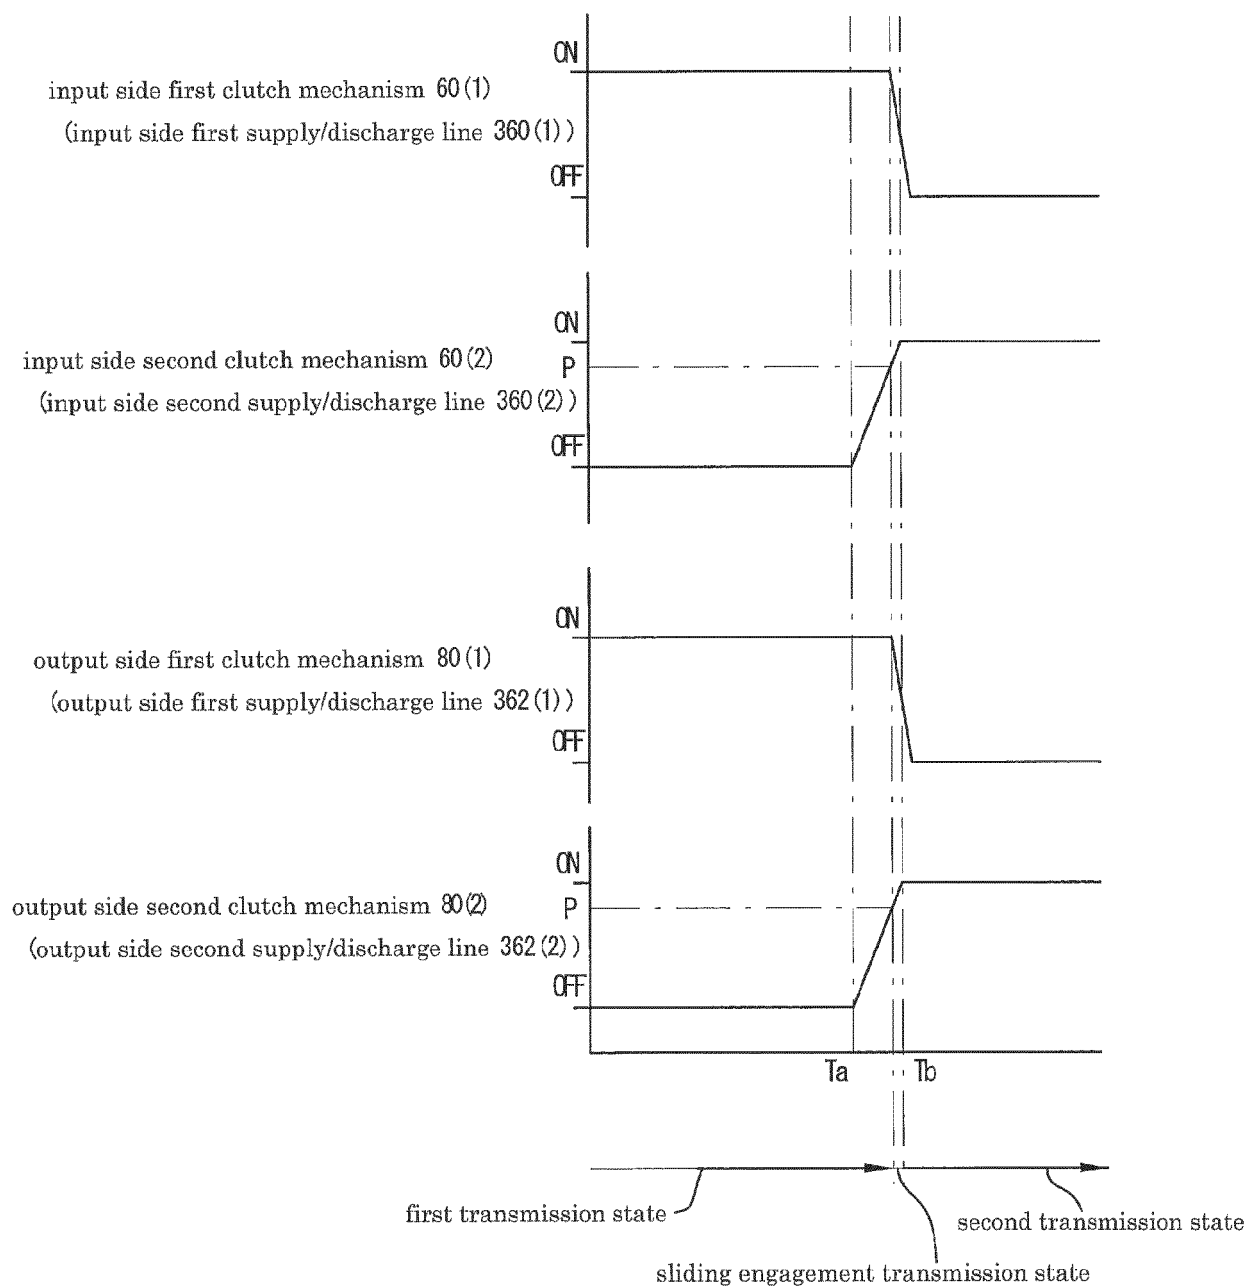 ON
input side first clutch mechanism 60(1)
(input side first supply/discharge line 360(1))
OFF
ON
input side second clutch mechanism 60(2)
P
(input side second supply/discharge line 360(2))
OFF
ON
output side first clutch mechanism 80(1)
(output side first supply/discharge line 362(1))
OFF
ON
output side second clutch mechanism 80(2)
P
(output side second supply/discharge line 362(2))
OFF
Ta
Tb
first transmission state
second transmission state
sliding engagement transmission state